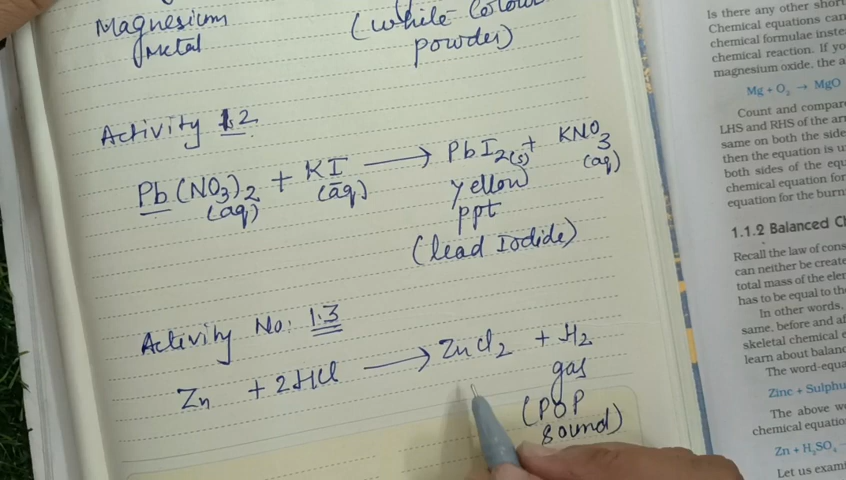 Magnesium
Metal
(white Colour
powder)
Activity 1.2
Pb(NO3)2 + KI → PbI2(s) + KNO3
(aq) (aq) (aq)
yellow
ppt
(lead Iodide)
Activity No: 1.3
Zn + 2HCl → ZnCl2 + H2
gas
(POP
sound)
Is there any other short
Chemical equations can
chemical formulae inste
chemical reaction. If yo
magnesium oxide, the a
Mg + O2 → MgO
Count and compar
LHS and RHS of the arr
same on both the side
then the equation is u
both sides of the equ
chemical equation for
equation for the burn
1.1.2 Balanced Ch
Recall the law of cons
can neither be create
total mass of the elem
has to be equal to the
In other words,
same, before and af
skeletal chemical e
learn about balanc
The word-equa
Zinc + Sulphu
The above w
chemical equatio
Zn + H2SO4
Let us exam